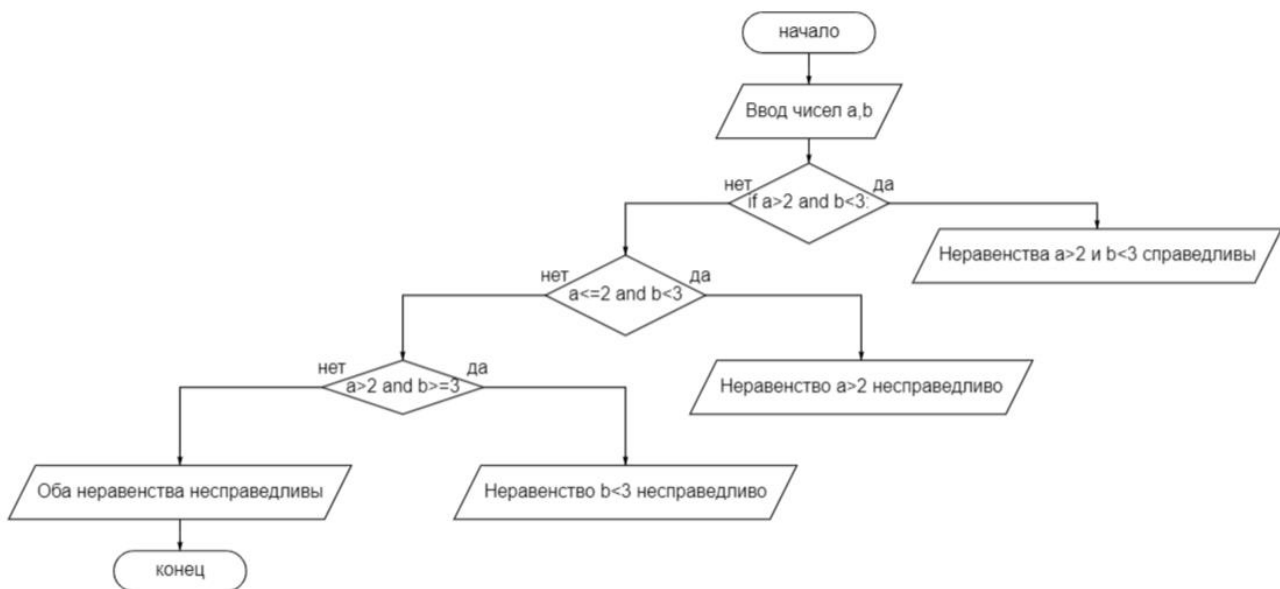 начало
Ввод чисел a,b
нет
да
if a>2 and b<3:
Неравенства a>2 и b<3 справедливы
нет
да
a<=2 and b<3
нет
да
a>2 and b>=3
Неравенство a>2 несправедливо
Оба неравенства несправедливы
Неравенство b<3 несправедливо
конец